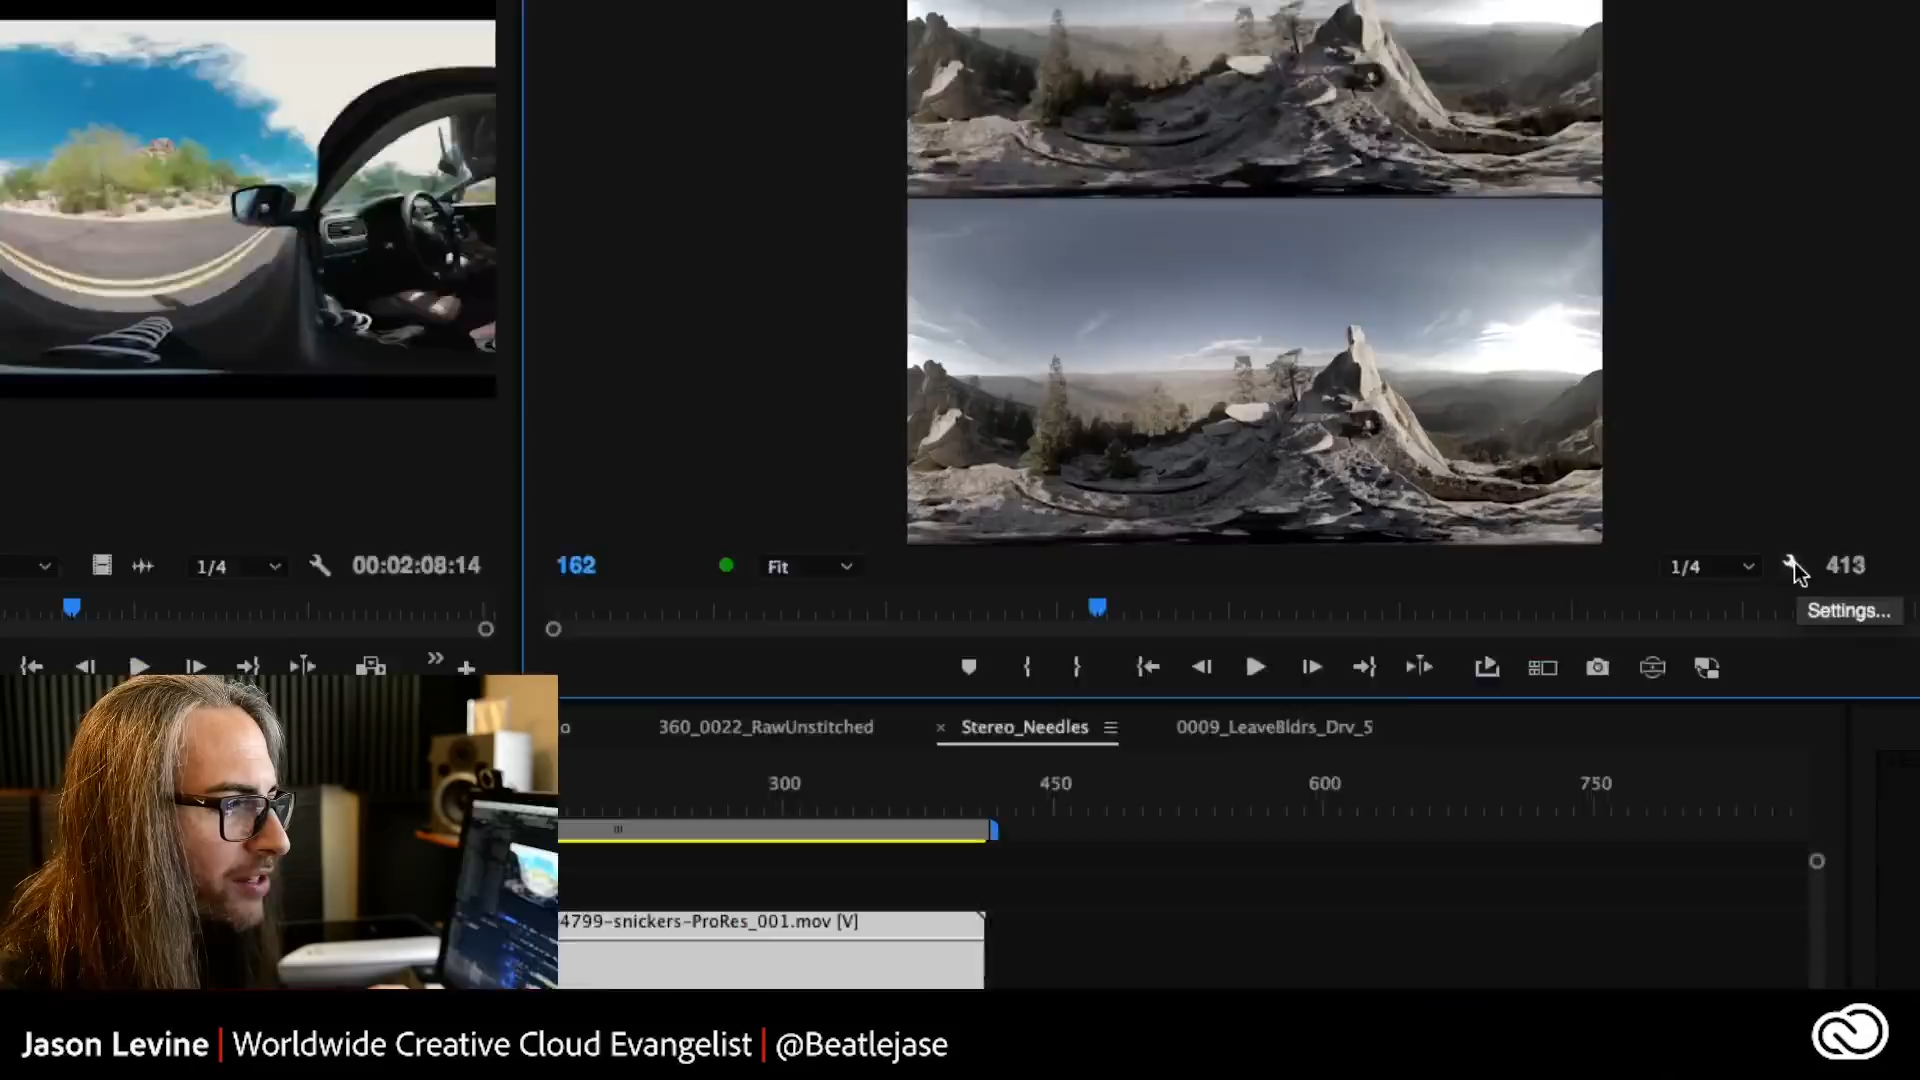 1/4
00:02:08:14
162
Fit
1/4
413
Settings...
o
360_0022_RawUnstitched
× Stereo_Needles
0009_LeaveBldrs_Drv_5
300
450
600
750
4799-snickers-ProRes_001.mov [V]
Jason Levine | Worldwide Creative Cloud Evangelist | @Beatlejase